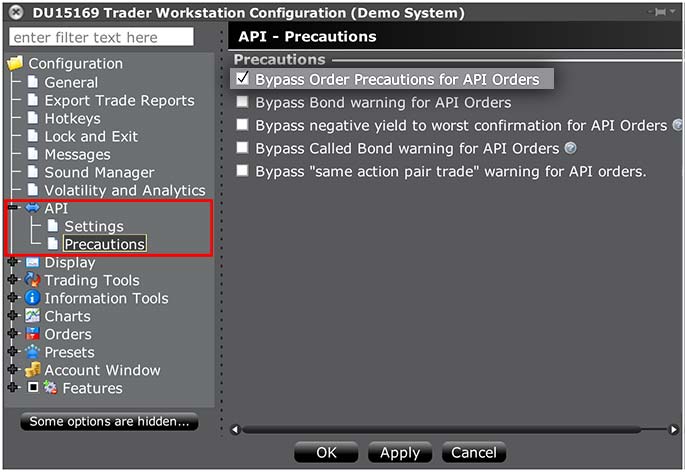 DU15169 Trader Workstation Configuration (Demo System)
enter filter text here
Configuration
General
Export Trade Reports
Hotkeys
Lock and Exit
Messages
Sound Manager
Volatility and Analytics
API
Settings
Precautions
Display
Trading Tools
Information Tools
Charts
Orders
Presets
Account Window
Features
Some options are hidden...
API - Precautions
Precautions
Bypass Order Precautions for API Orders
Bypass Bond warning for API Orders
Bypass negative yield to worst confirmation for API Orders
Bypass Called Bond warning for API Orders
Bypass "same action pair trade" warning for API orders.
OK
Apply
Cancel